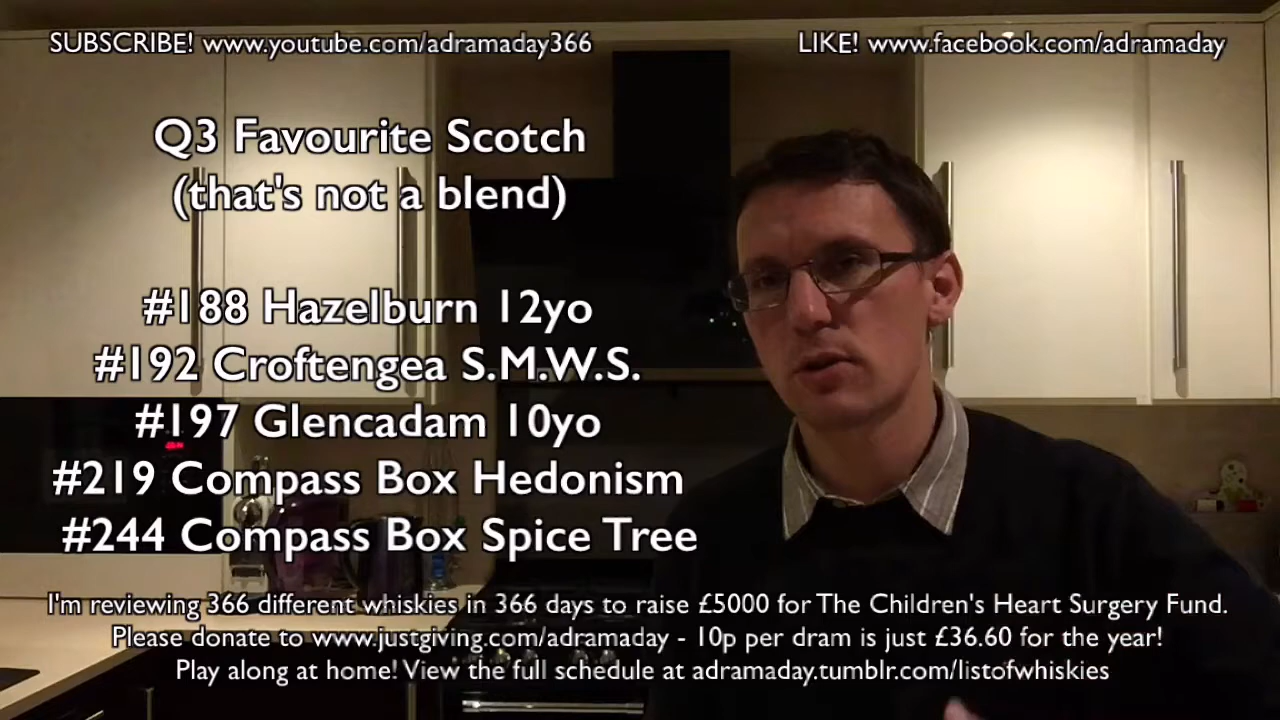 SUBSCRIBE! www.youtube.com/adramaday366
LIKE! www.facebook.com/adramaday
Q3 Favourite Scotch
(that's not a blend)
#188 Hazelburn 12yo
#192 Croftengea S.M.W.S.
#197 Glencadam 10yo
#219 Compass Box Hedonism
#244 Compass Box Spice Tree
I'm reviewing 366 different whiskies in 366 days to raise £5000 for The Children's Heart Surgery Fund.
Please donate to www.justgiving.com/adramaday - 10p per dram is just £36.60 for the year!
Play along at home! View the full schedule at adramaday.tumblr.com/listofwhiskies